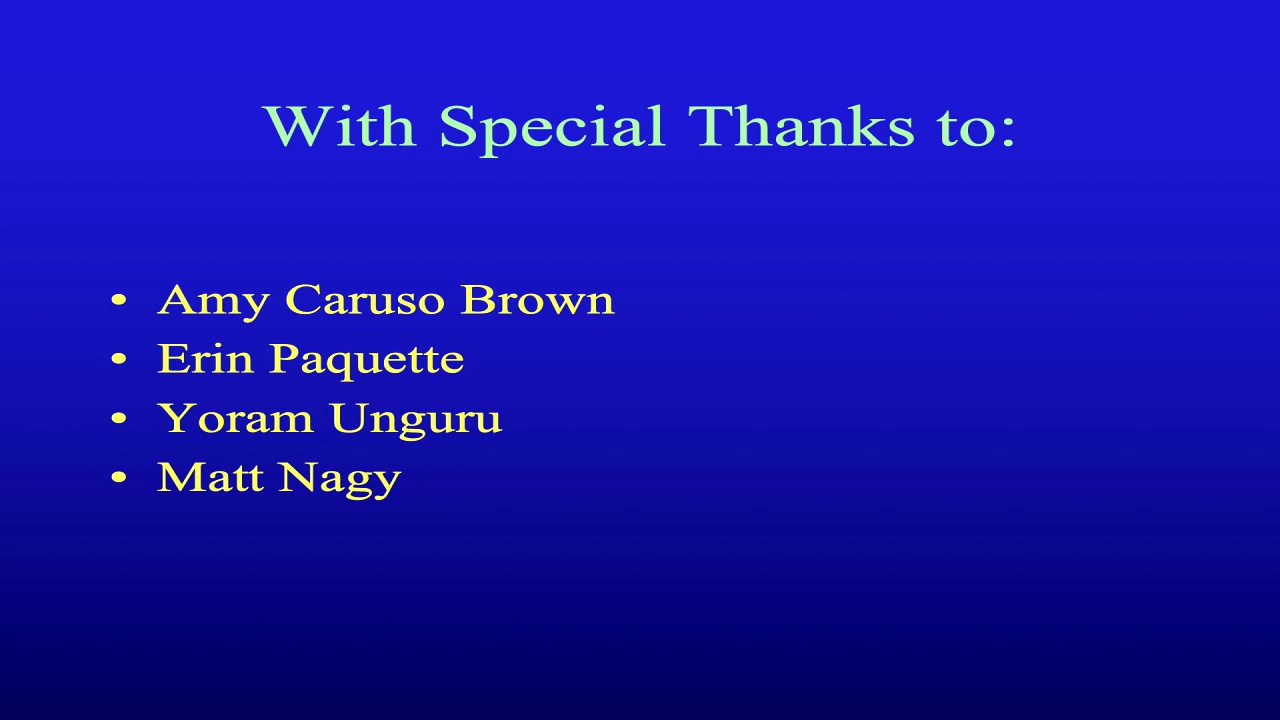 With Special Thanks to:
• Amy Caruso Brown
• Erin Paquette
• Yoram Unguru
• Matt Nagy